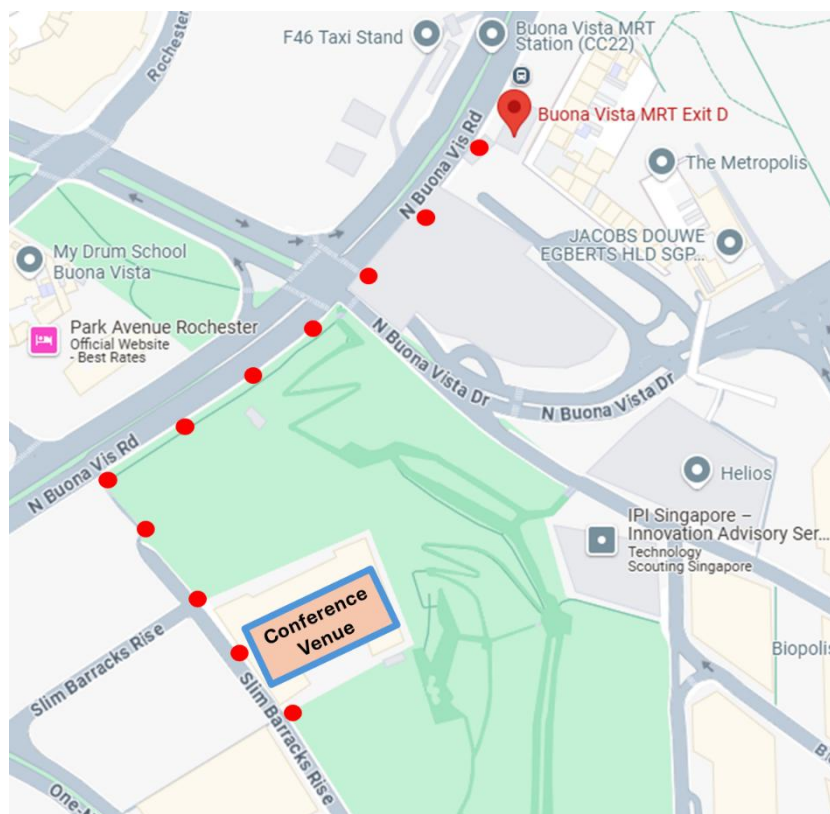 Rochester
F46 Taxi Stand
Buona Vista MRT
Station (CC22)
Buona Vista MRT Exit D
N Buona Vis Rd
The Metropolis
JACOBS DOUWE
EGBERTS HLD SGP...
My Drum School
Buona Vista
Park Avenue Rochester
Official Website
- Best Rates
N Buona Vista Dr
N Buona Vista Dr
N Buona Vis Rd
Helios
IPI Singapore –
Innovation Advisory Ser...
Technology
Scouting Singapore
Conference
Venue
Slim Barracks Rise
Slim Barracks Rise
Biopolis
One-N